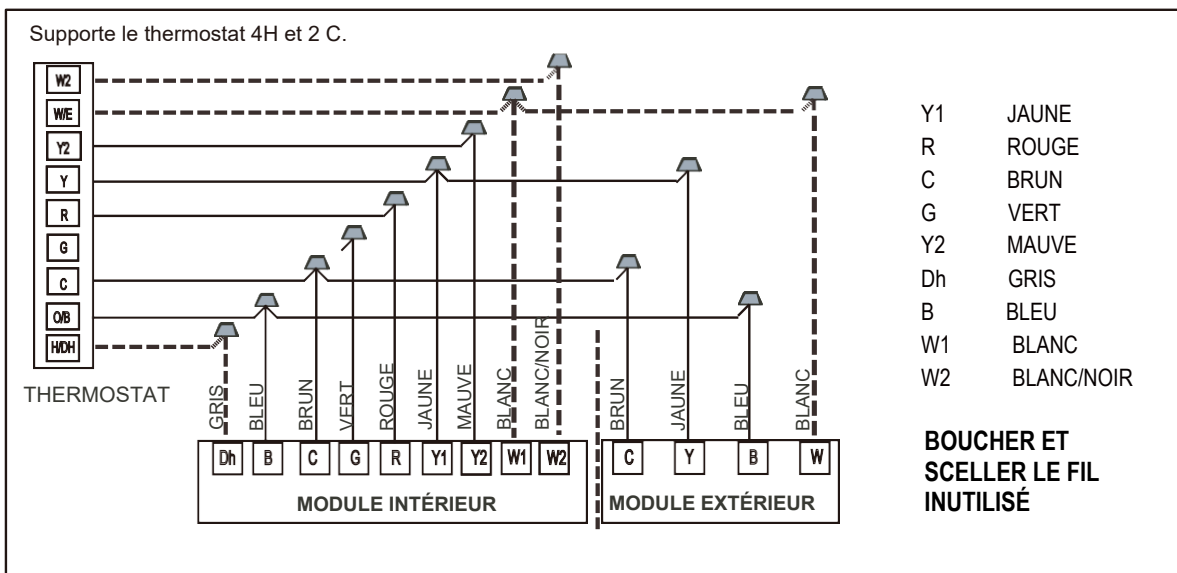 Supporte le thermostat 4H et 2 C.
W2
W/E
Y2
Y
R
G
C
O/B
H/DH
THERMOSTAT
GRIS
BLEU
BRUN
VERT
ROUGE
JAUNE
MAUVE
BLANC
BLANC/NOIR
BRUN
JAUNE
BLEU
BLANC
Dh B C G R Y1 Y2 W1 W2
MODULE INTÉRIEUR
C Y B W
MODULE EXTÉRIEUR
Y1 JAUNE
R ROUGE
C BRUN
G VERT
Y2 MAUVE
Dh GRIS
B BLEU
W1 BLANC
W2 BLANC/NOIR
BOUCHER ET
SCELLER LE FIL
INUTILISÉ